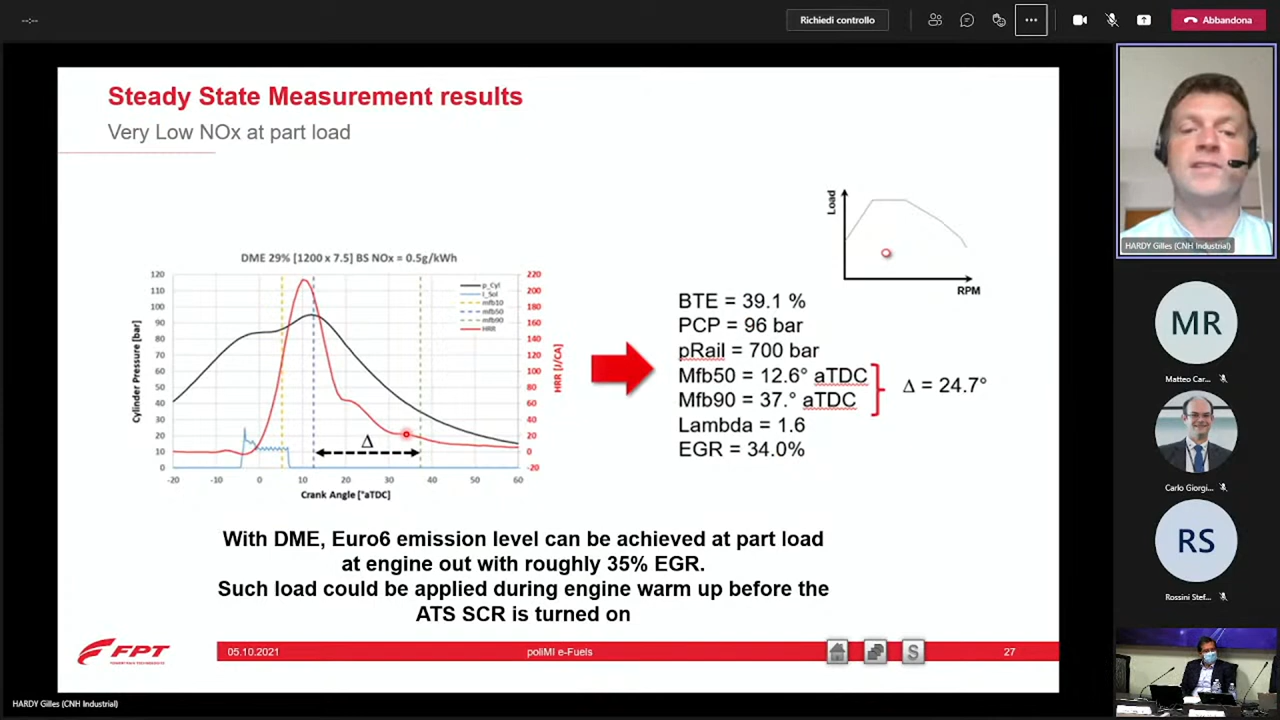 --:--
Richiedi controllo
Abbandona
Steady State Measurement results
Very Low NOx at part load
Load
RPM
DME 29% [1200 x 7.5] BS NOx = 0.5g/kWh
p_Cyl
I_Sol
mfb10
mfb50
mfb90
HRR
Cylinder Pressure [bar]
120
110
100
90
80
70
60
50
40
30
20
10
0
220
200
180
160
140
120
100
80
60
40
20
0
-20
HRR [J/CA]
Δ
-20 -10 0 10 20 30 40 50 60
Crank Angle [°aTDC]
BTE = 39.1 %
PCP = 96 bar
pRail = 700 bar
Mfb50 = 12.6° aTDC
Mfb90 = 37.° aTDC
Δ = 24.7°
Lambda = 1.6
EGR = 34.0%
With DME, Euro6 emission level can be achieved at part load
at engine out with roughly 35% EGR.
Such load could be applied during engine warm up before the
ATS SCR is turned on
FPT
05.10.2021
poliMI e-Fuels
S
27
HARDY Gilles (CNH Industrial)
MR
Matteo Car...
Carlo Giorgi...
RS
Rossini Stef...
HARDY Gilles (CNH Industrial)